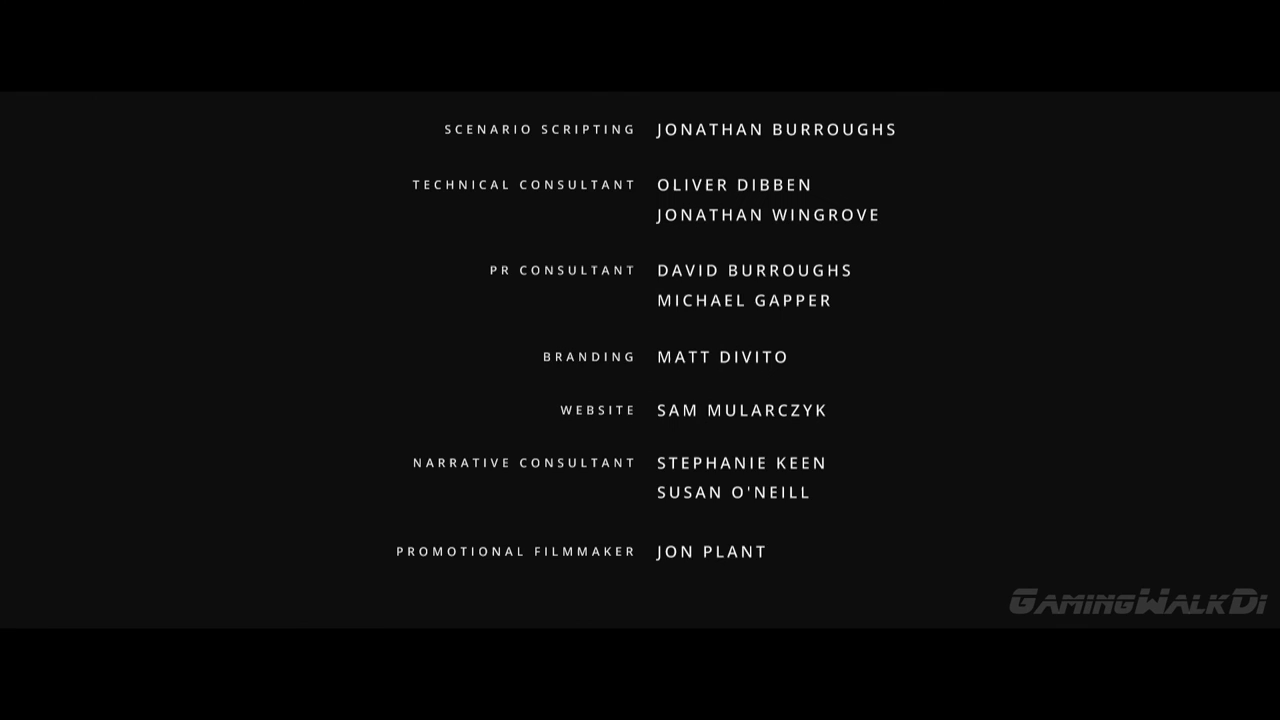 SCENARIO SCRIPTING JONATHAN BURROUGHS
TECHNICAL CONSULTANT OLIVER DIBBEN
JONATHAN WINGROVE
PR CONSULTANT DAVID BURROUGHS
MICHAEL GAPPER
BRANDING MATT DIVITO
WEBSITE SAM MULARCZYK
NARRATIVE CONSULTANT STEPHANIE KEEN
SUSAN O'NEILL
PROMOTIONAL FILMMAKER JON PLANT
GAMINGWALKDI